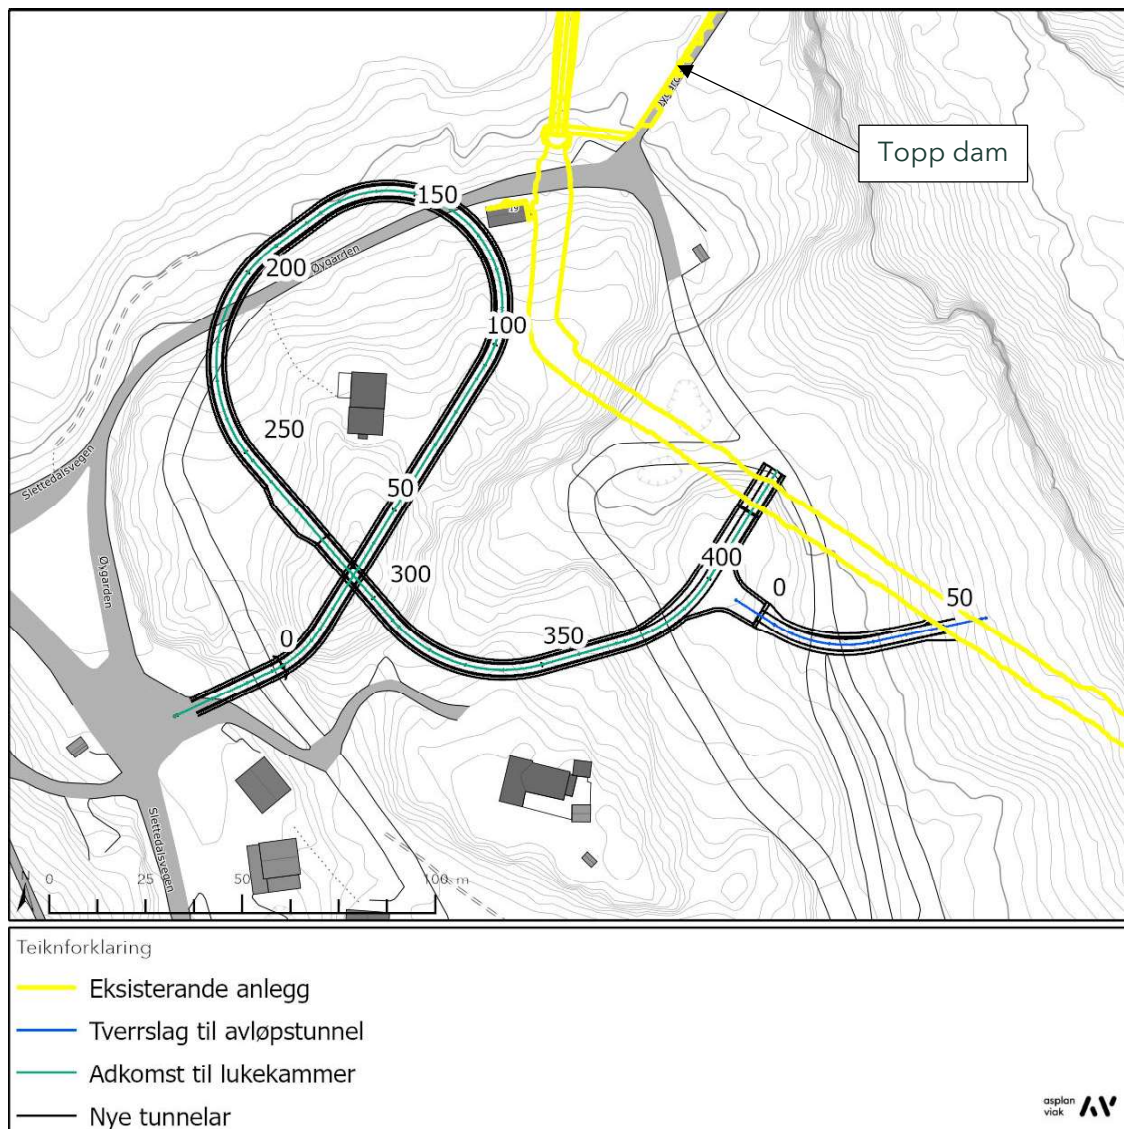 Topp dam
150
200
Øygarden
100
250
Slettedalsvegen
50
Øygarden
400
300
0
50
350
0
Slettedalsvegen
N 0 25 50 100 m
Teiknforklaring
Eksisterande anlegg
Tverrslag til avløpstunnel
Adkomst til lukekammer
Nye tunnelar
asplan
viak